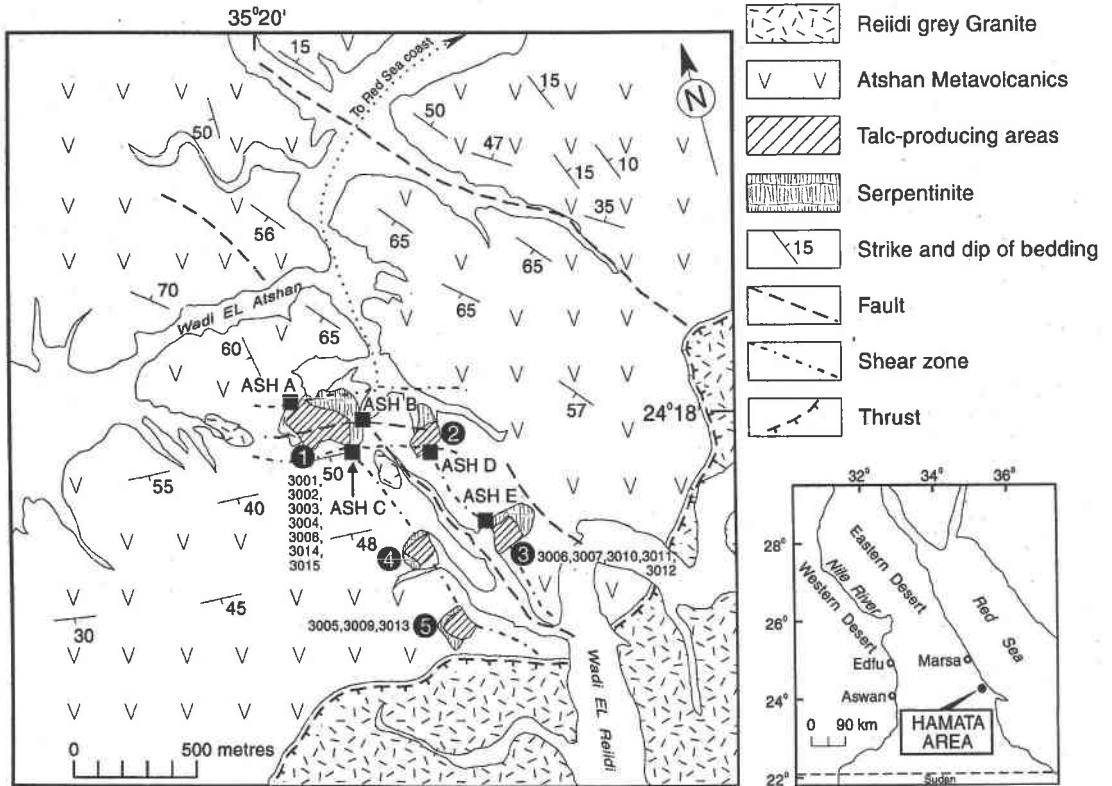 35°20'
15
To Red Sea coast
15
N
50
50
47
15
10
35
56
65
65
70
Wadi EL Atshan
65
65
60
57
24°18'
ASH A
ASH B
2
1
50
ASH D
ASH C
ASH E
55
40
3001,
3002,
3003,
3004,
3008,
3014,
3015
48
4
3
3006,3007,3010,3011,
3012
45
30
3005,3009,3013
5
Wadi EL Reildi
0
500 metres
Reiidi grey Granite
Atshan Metavolcanics
Talc-producing areas
Serpentinite
15
Strike and dip of bedding
Fault
Shear zone
Thrust
32°
34°
36°
28°
26°
24°
22°
Eastern Desert
Nile River
Western Desert
Red Sea
Edfu
Marsa
Aswan
0 90 km
HAMATA
AREA
Sudan